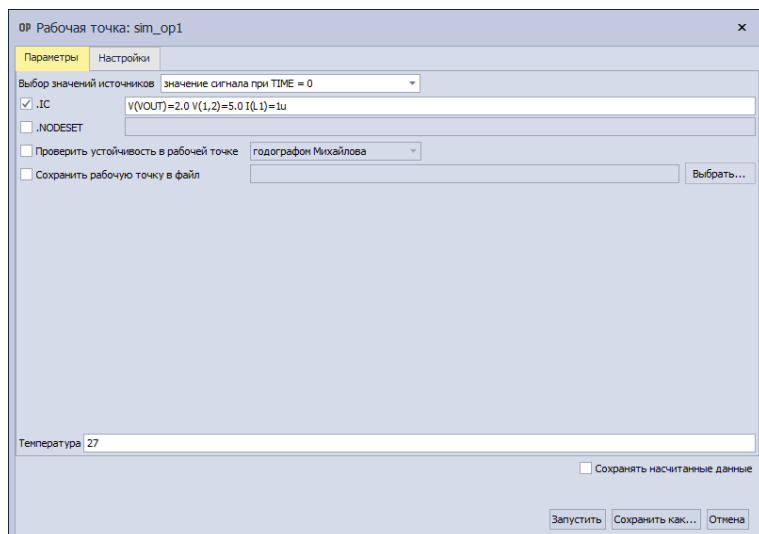 OP Рабочая точка: sim_op1
Параметры Настройки
Выбор значений источников значение сигнала при TIME = 0
.IC V(VOUT)=2.0 V(1,2)=5.0 I(L1)=1u
.NODESET
Проверить устойчивость в рабочей точке годографом Михайлова
Сохранить рабочую точку в файл Выбрать...
Температура 27
Сохранять насчитанные данные
Запустить Сохранить как... Отмена